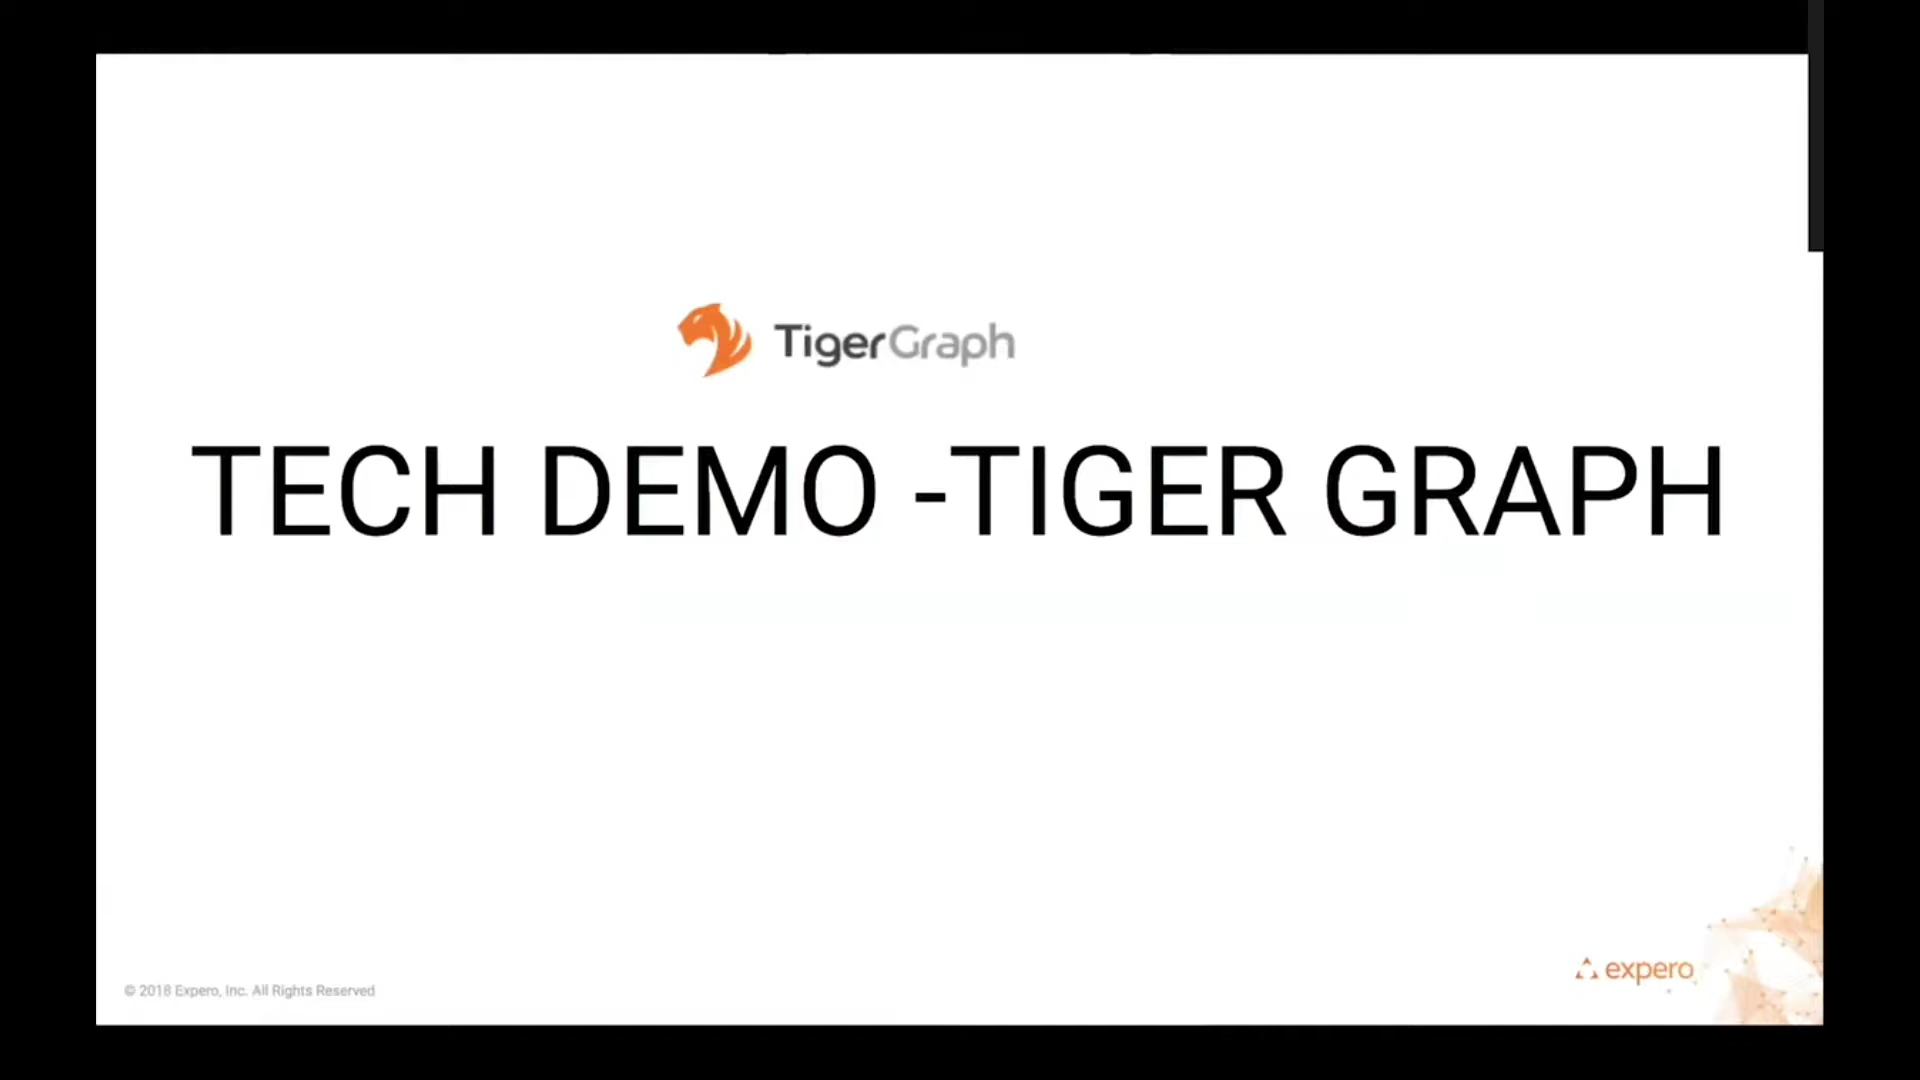 TigerGraph
TECH DEMO -TIGER GRAPH
expero
© 2018 Expero, Inc. All Rights Reserved